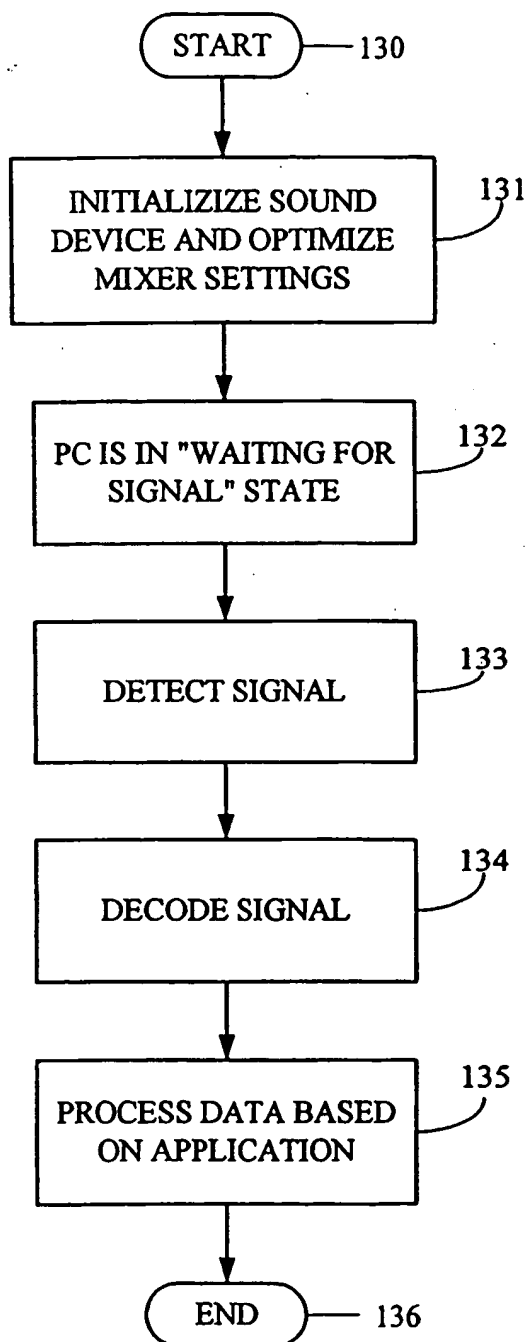 START
130
INITIALIZIZE SOUND
DEVICE AND OPTIMIZE
MIXER SETTINGS
131
PC IS IN "WAITING FOR
SIGNAL" STATE
132
DETECT SIGNAL
133
DECODE SIGNAL
134
PROCESS DATA BASED
ON APPLICATION
135
END
136